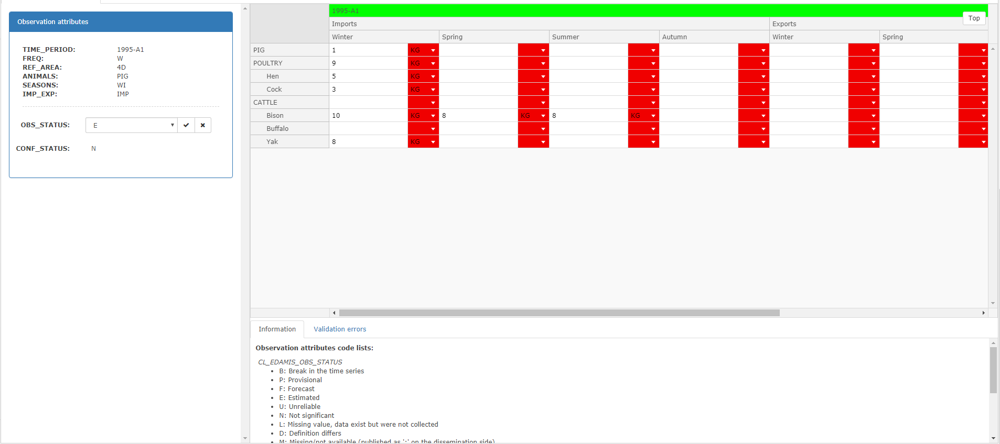 Observation attributes
TIME_PERIOD: 1995-A1
FREQ: W
REF_AREA: 4D
ANIMALS: PIG
SEASONS: WI
IMP_EXP: IMP
OBS_STATUS: E
CONF_STATUS: N
1995-A1
Top
Imports Exports
Winter Spring Summer Autumn Winter Spring
PIG 1 KG
POULTRY 9 KG
Hen 5 KG
Cock 3 KG
CATTLE
Bison 10 KG 8 KG 8 KG
Buffalo
Yak 8 KG
Information Validation errors
Observation attributes code lists:
CL_EDAMIS_OBS_STATUS
• B: Break in the time series
• P: Provisional
• F: Forecast
• E: Estimated
• U: Unreliable
• N: Not significant
• L: Missing value, data exist but were not collected
• D: Definition differs
• M: Missing/not available (published as ':' on the dissemination side)